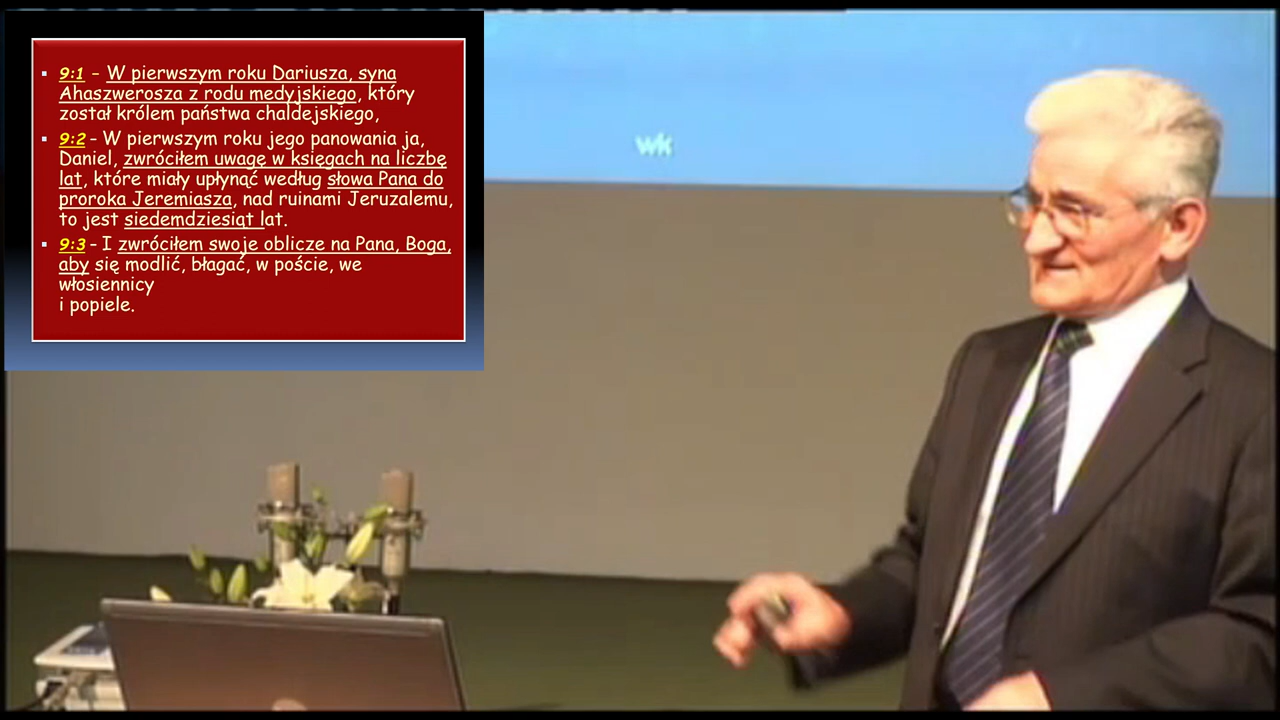 9:1 - W pierwszym roku Dariusza, syna
Ahaszwerosza z rodu medyjskiego, który
został królem państwa chaldejskiego,
9:2 - W pierwszym roku jego panowania ja,
Daniel, zwróciłem uwagę w księgach na liczbę
lat, które miały upłynąć według słowa Pana do
proroka Jeremiasza, nad ruinami Jeruzalemu,
to jest siedemdziesiąt lat.
9:3 - I zwróciłem swoje oblicze na Pana, Boga,
aby się modlić, błagać, w poście, we
włosiennicy
i popiele.
wk